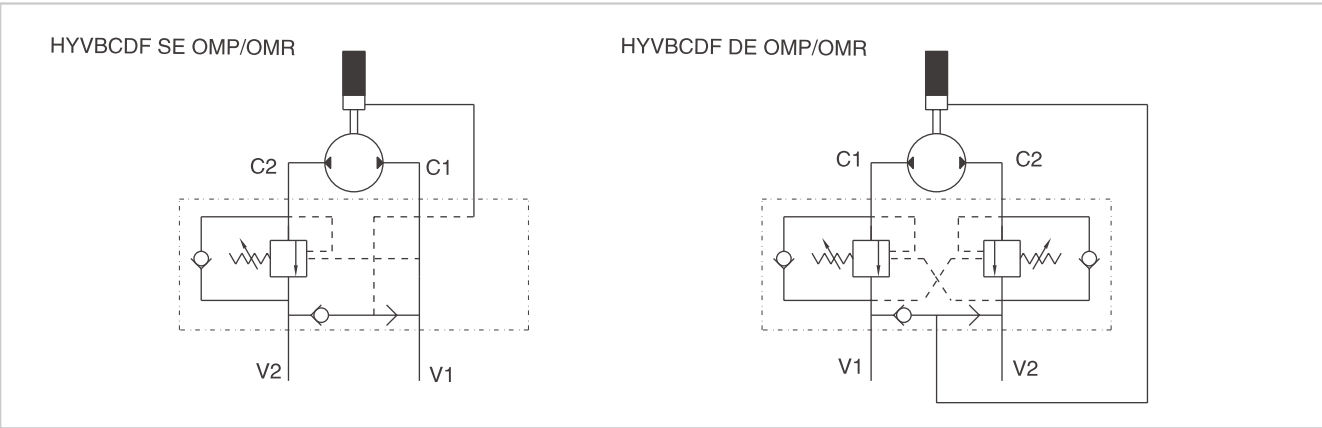 HYVBCDF SE OMP/OMR
C2
C1
V2
V1
HYVBCDF DE OMP/OMR
C1
C2
V1
V2